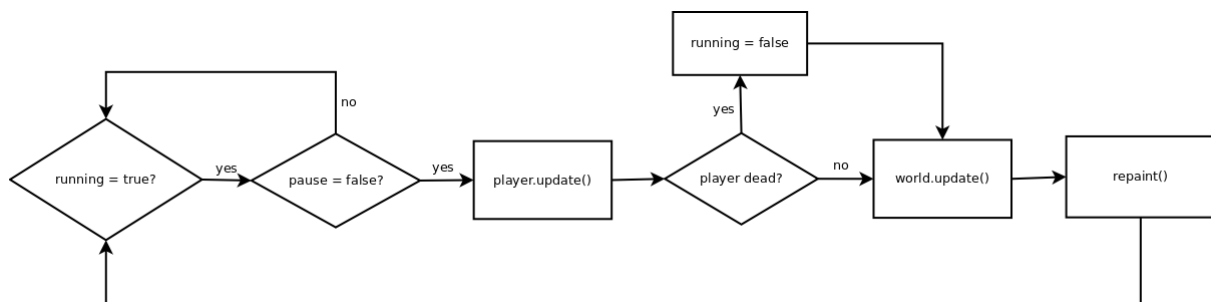 running = false
no
yes
running = true?
yes
pause = false?
yes
player.update()
player dead?
no
world.update()
repaint()